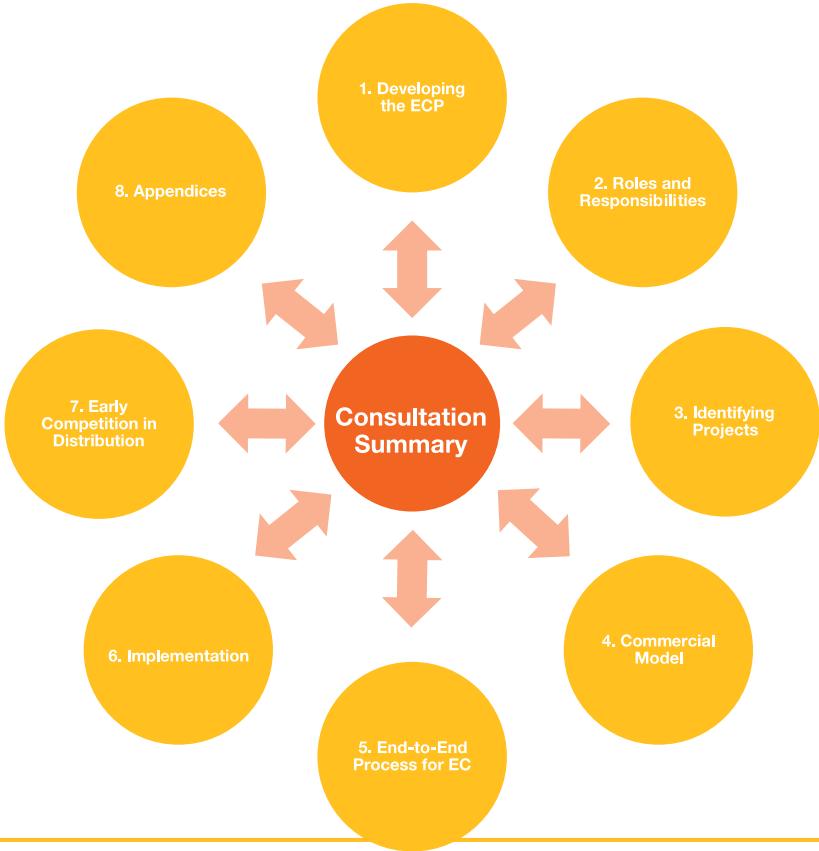 1. Developing
the ECP
2. Roles and
Responsibilities
3. Identifying
Projects
4. Commercial
Model
5. End-to-End
Process for EC
6. Implementation
7. Early
Competition in
Distribution
8. Appendices
Consultation
Summary